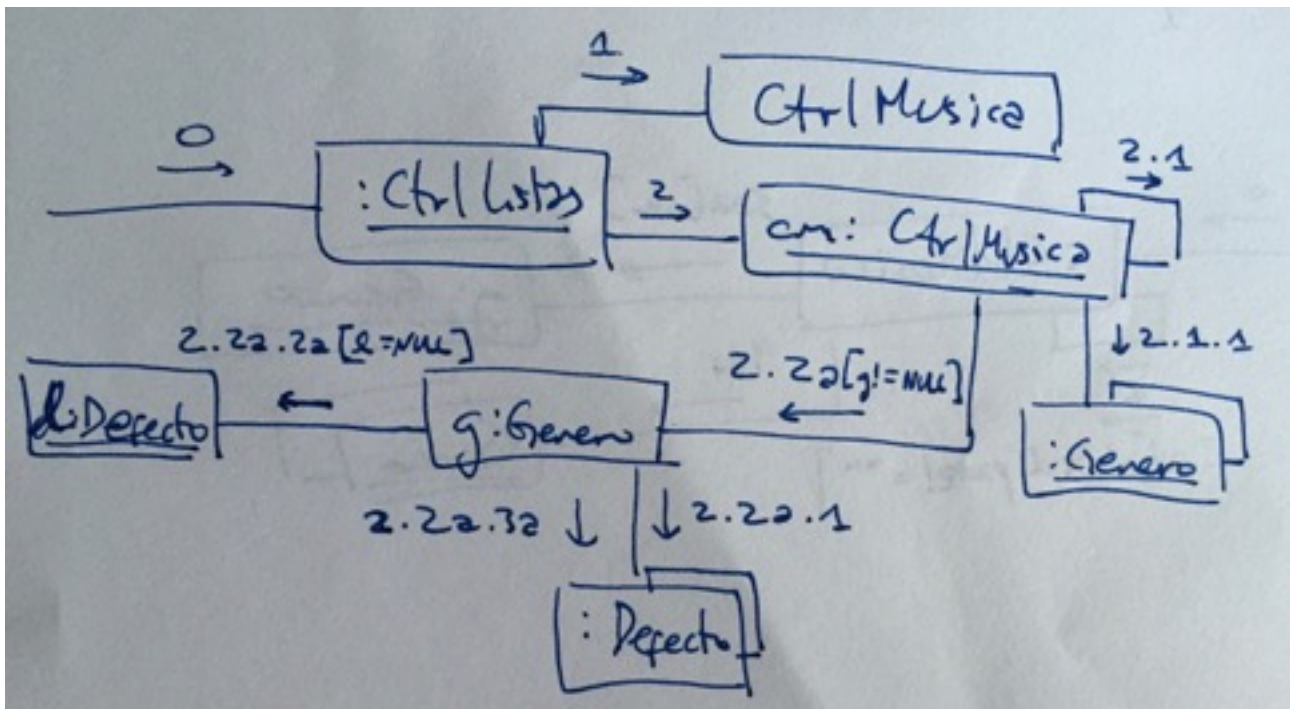 1
CtrlMusica
0
2.1
:CtrlListas
2
cm: CtrlMusica
2.2a.2a[l=NULL]
2.2a[g!=NULL]
2.1.1
l:Defecto
g:Genero
:Genero
2.2a.3a
2.2a.1
:Defecto